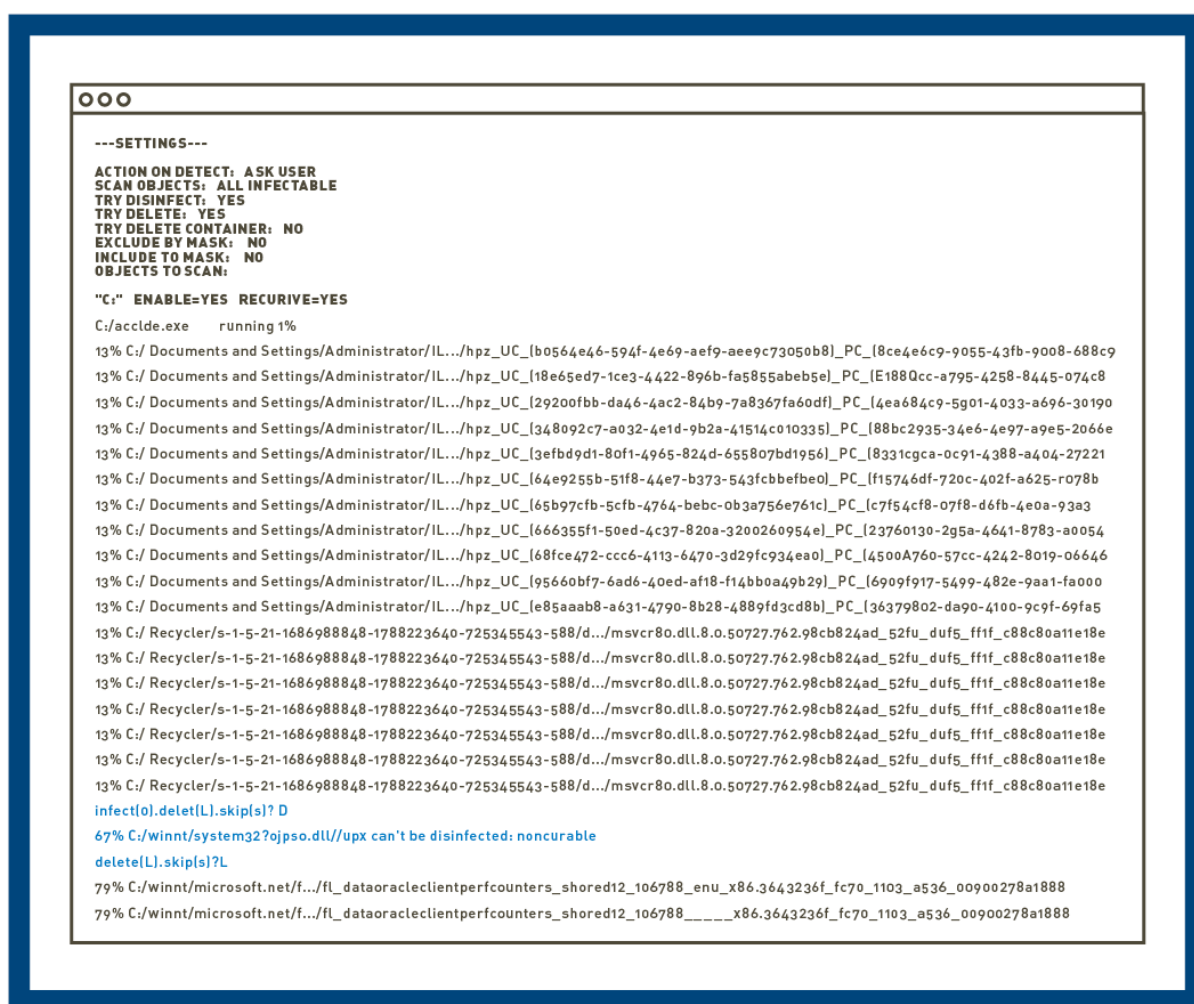 ---SETTINGS---
ACTION ON DETECT: ASK USER
SCAN OBJECTS: ALL INFECTABLE
TRY DISINFECT: YES
TRY DELETE: YES
TRY DELETE CONTAINER: NO
EXCLUDE BY MASK: NO
INCLUDE TO MASK: NO
OBJECTS TO SCAN:
"C:" ENABLE=YES RECURIVE=YES
C:/acclde.exe running 1%
13% C:/ Documents and Settings/Administrator/IL.../hpz_UC_(b0564e46-594f-4e69-aef9-aee9c73050b8)_PC_(8ce4e6c9-9055-43fb-9008-688c9
13% C:/ Documents and Settings/Administrator/IL.../hpz_UC_(18e65ed7-1ce3-4422-896b-fa5855abeb5e)_PC_(E188Qcc-a795-4258-8445-074c8
13% C:/ Documents and Settings/Administrator/IL.../hpz_UC_(29200fbb-da46-4ac2-84b9-7a8367fa60df)_PC_(4ea684c9-5g01-4033-a696-30190
13% C:/ Documents and Settings/Administrator/IL.../hpz_UC_(348092c7-a032-4e1d-9b2a-41514c010335)_PC_(88bc2935-34e6-4e97-a9e5-2066e
13% C:/ Documents and Settings/Administrator/IL.../hpz_UC_(3efbd9d1-80f1-4965-824d-655807bd1956)_PC_(8331cgca-0c91-4388-a404-27221
13% C:/ Documents and Settings/Administrator/IL.../hpz_UC_(64e9255b-51f8-44e7-b373-543fcbbefbe0)_PC_(f15746df-720c-402f-a625-r078b
13% C:/ Documents and Settings/Administrator/IL.../hpz_UC_(65b97cfb-5cfb-4764-bebc-0b3a756e761c)_PC_(c7f54cf8-07f8-d6fb-4e0a-93a3
13% C:/ Documents and Settings/Administrator/IL.../hpz_UC_(666355f1-50ed-4c37-820a-3200260954e)_PC_(23760130-2g5a-4641-8783-a0054
13% C:/ Documents and Settings/Administrator/IL.../hpz_UC_(68fce472-ccc6-4113-6470-3d29fc934ea0)_PC_(4500A760-57cc-4242-8019-06646
13% C:/ Documents and Settings/Administrator/IL.../hpz_UC_(95660bf7-6ad6-40ed-af18-f14bb0a49b29)_PC_(6909f917-5499-482e-9aa1-fa000
13% C:/ Documents and Settings/Administrator/IL.../hpz_UC_(e85aaab8-a631-4790-8b28-4889fd3cd8b)_PC_(36379802-da90-4100-9c9f-69fa5
13% C:/ Recycler/s-1-5-21-1686988848-1788223640-725345543-588/d.../msvcr80.dll.8.0.50727.762.98cb824ad_52fu_duf5_ff1f_c88c80a11e18e
13% C:/ Recycler/s-1-5-21-1686988848-1788223640-725345543-588/d.../msvcr80.dll.8.0.50727.762.98cb824ad_52fu_duf5_ff1f_c88c80a11e18e
13% C:/ Recycler/s-1-5-21-1686988848-1788223640-725345543-588/d.../msvcr80.dll.8.0.50727.762.98cb824ad_52fu_duf5_ff1f_c88c80a11e18e
13% C:/ Recycler/s-1-5-21-1686988848-1788223640-725345543-588/d.../msvcr80.dll.8.0.50727.762.98cb824ad_52fu_duf5_ff1f_c88c80a11e18e
13% C:/ Recycler/s-1-5-21-1686988848-1788223640-725345543-588/d.../msvcr80.dll.8.0.50727.762.98cb824ad_52fu_duf5_ff1f_c88c80a11e18e
13% C:/ Recycler/s-1-5-21-1686988848-1788223640-725345543-588/d.../msvcr80.dll.8.0.50727.762.98cb824ad_52fu_duf5_ff1f_c88c80a11e18e
13% C:/ Recycler/s-1-5-21-1686988848-1788223640-725345543-588/d.../msvcr80.dll.8.0.50727.762.98cb824ad_52fu_duf5_ff1f_c88c80a11e18e
infect(0).delet(L).skip(s)? D
67% C:/winnt/system32?ojpso.dll//upx can't be disinfected: noncurable
delete(L).skip(s)?L
79% C:/winnt/microsoft.net/f.../fl_dataoracleclientperfcounters_shored12_106788_enu_x86.3643236f_fc70_1103_a536_00900278a1888
79% C:/winnt/microsoft.net/f.../fl_dataoracleclientperfcounters_shored12_106788_____x86.3643236f_fc70_1103_a536_00900278a1888